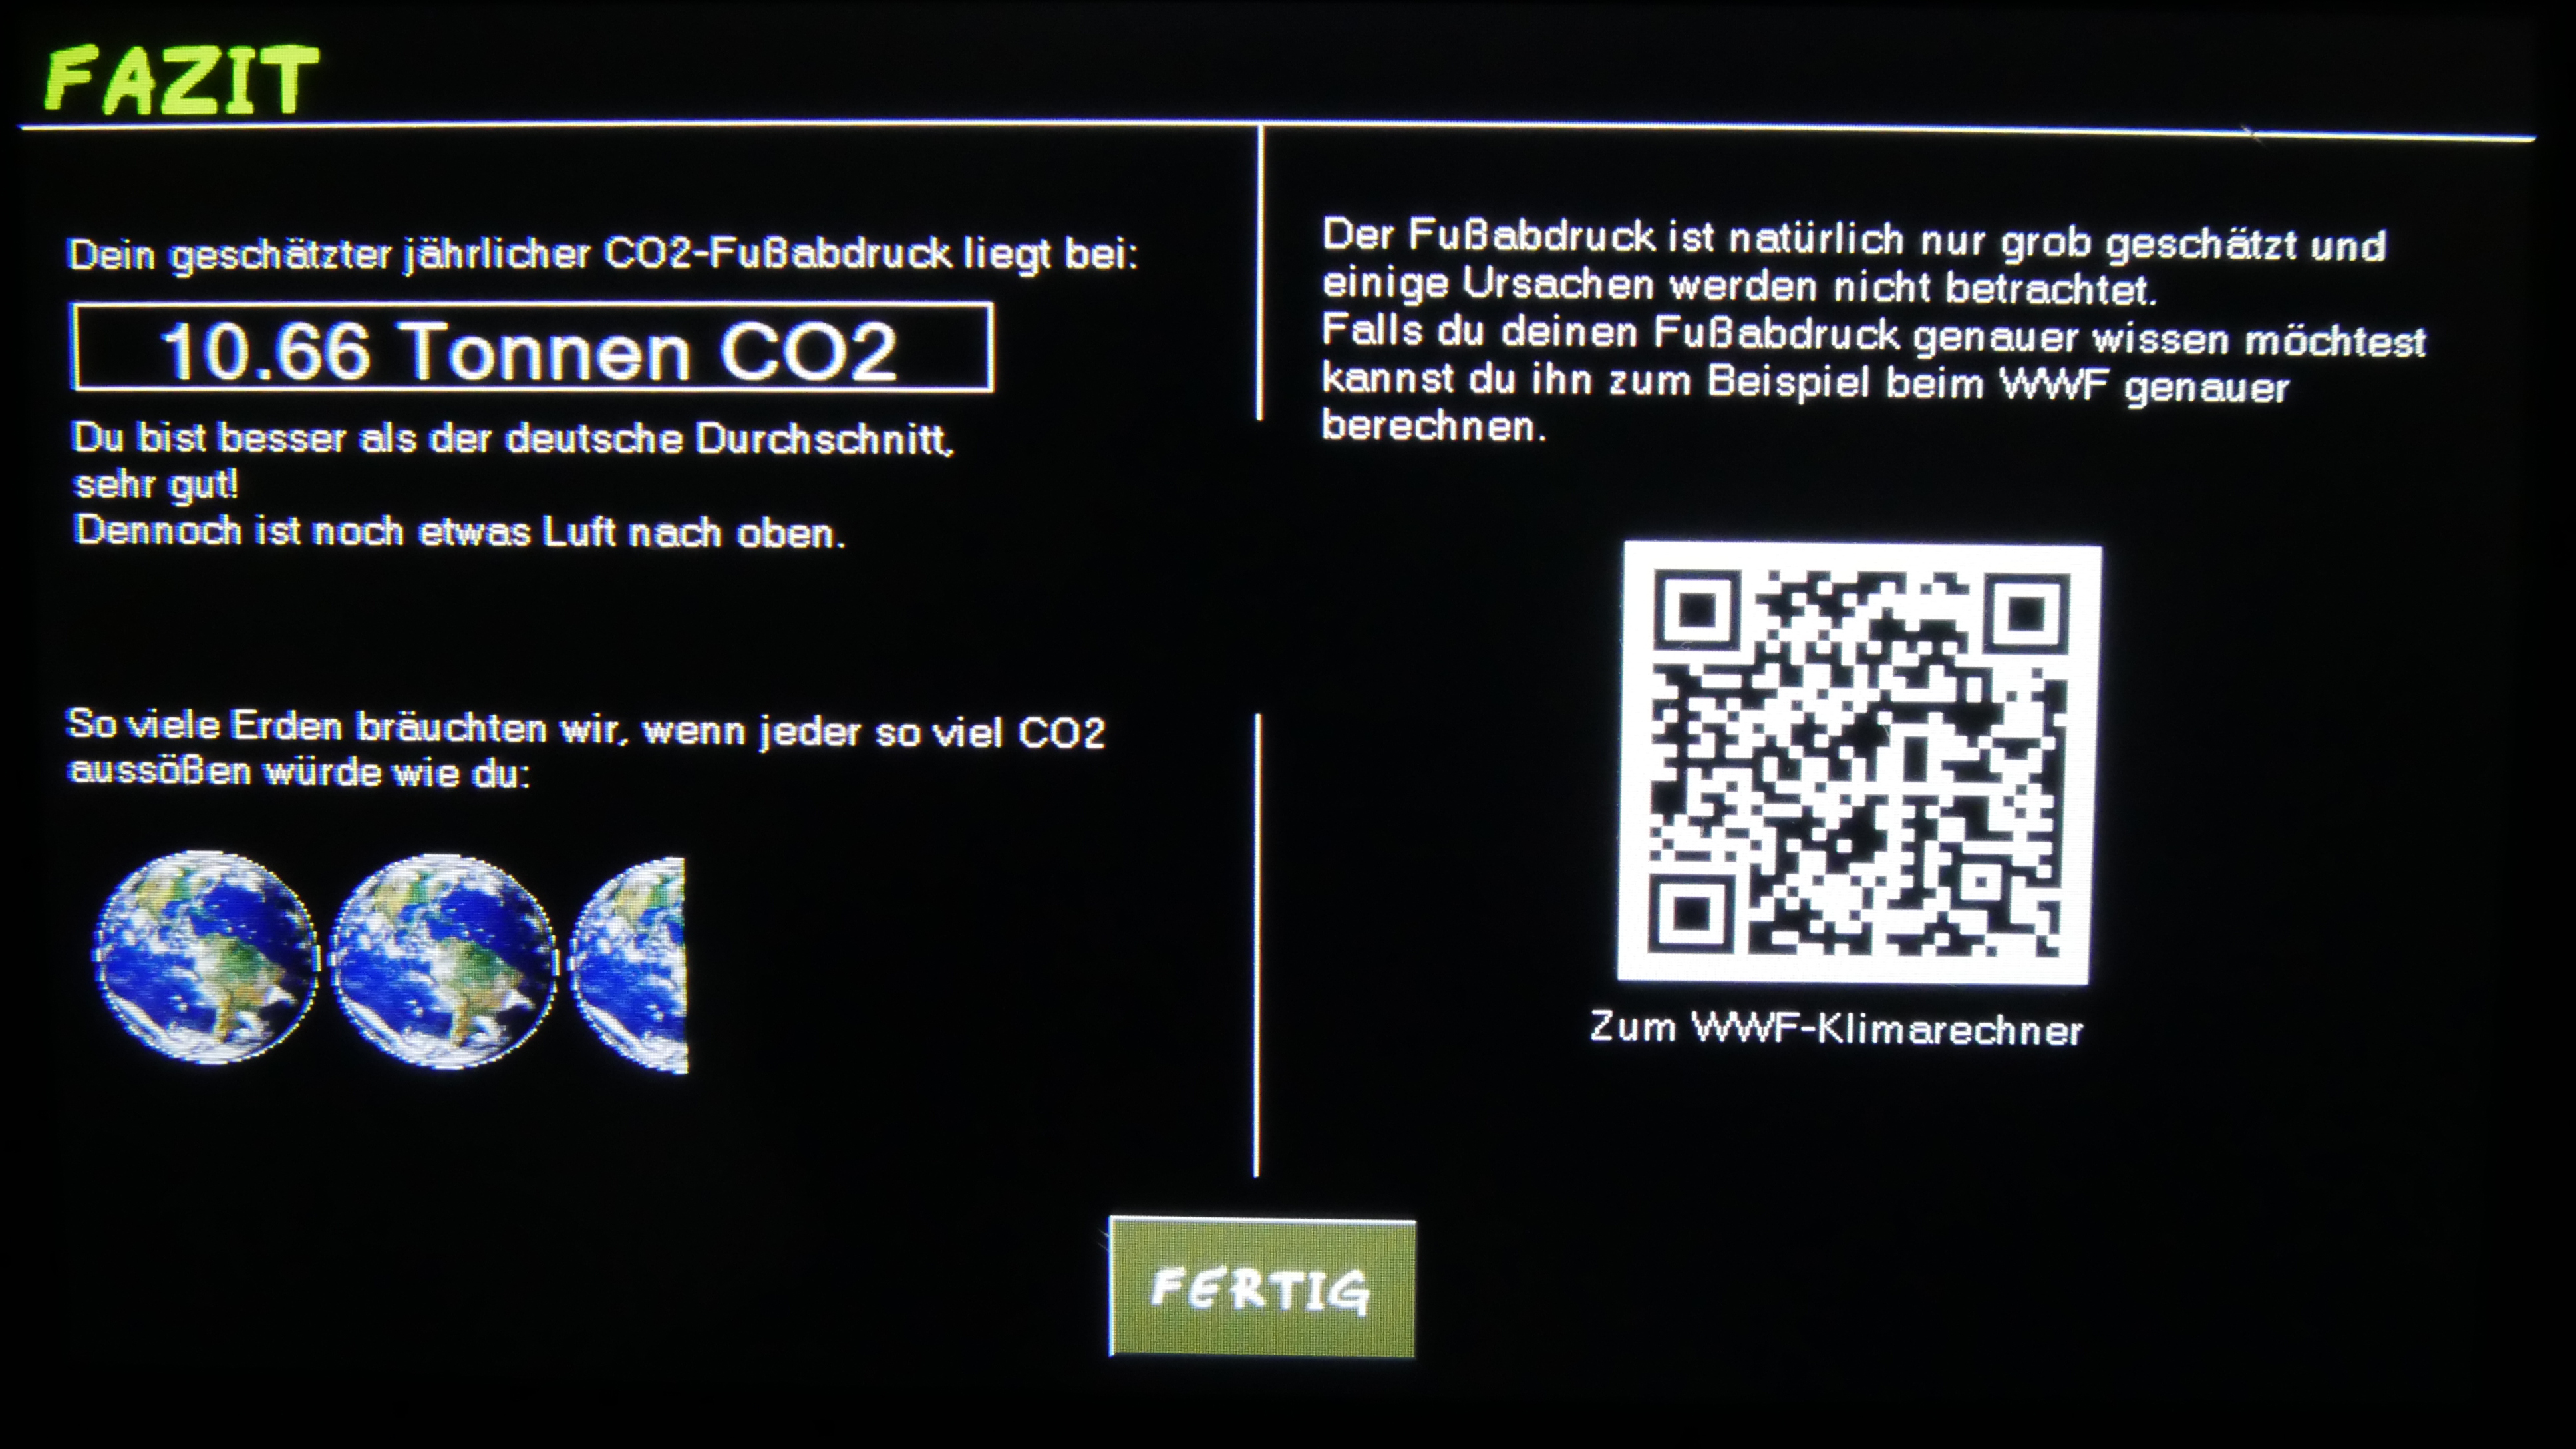 FAZIT
Dein geschätzter jährlicher CO2-Fußabdruck liegt bei:
10.66 Tonnen CO2
Du bist besser als der deutsche Durchschnitt,
sehr gut!
Dennoch ist noch etwas Luft nach oben.
So viele Erden bräuchten wir, wenn jeder so viel CO2
aussößen würde wie du:
Der Fußabdruck ist natürlich nur grob geschätzt und
einige Ursachen werden nicht betrachtet.
Falls du deinen Fußabdruck genauer wissen möchtest
kannst du ihn zum Beispiel beim WWF genauer
berechnen.
Zum WWF-Klimarechner
FERTIG